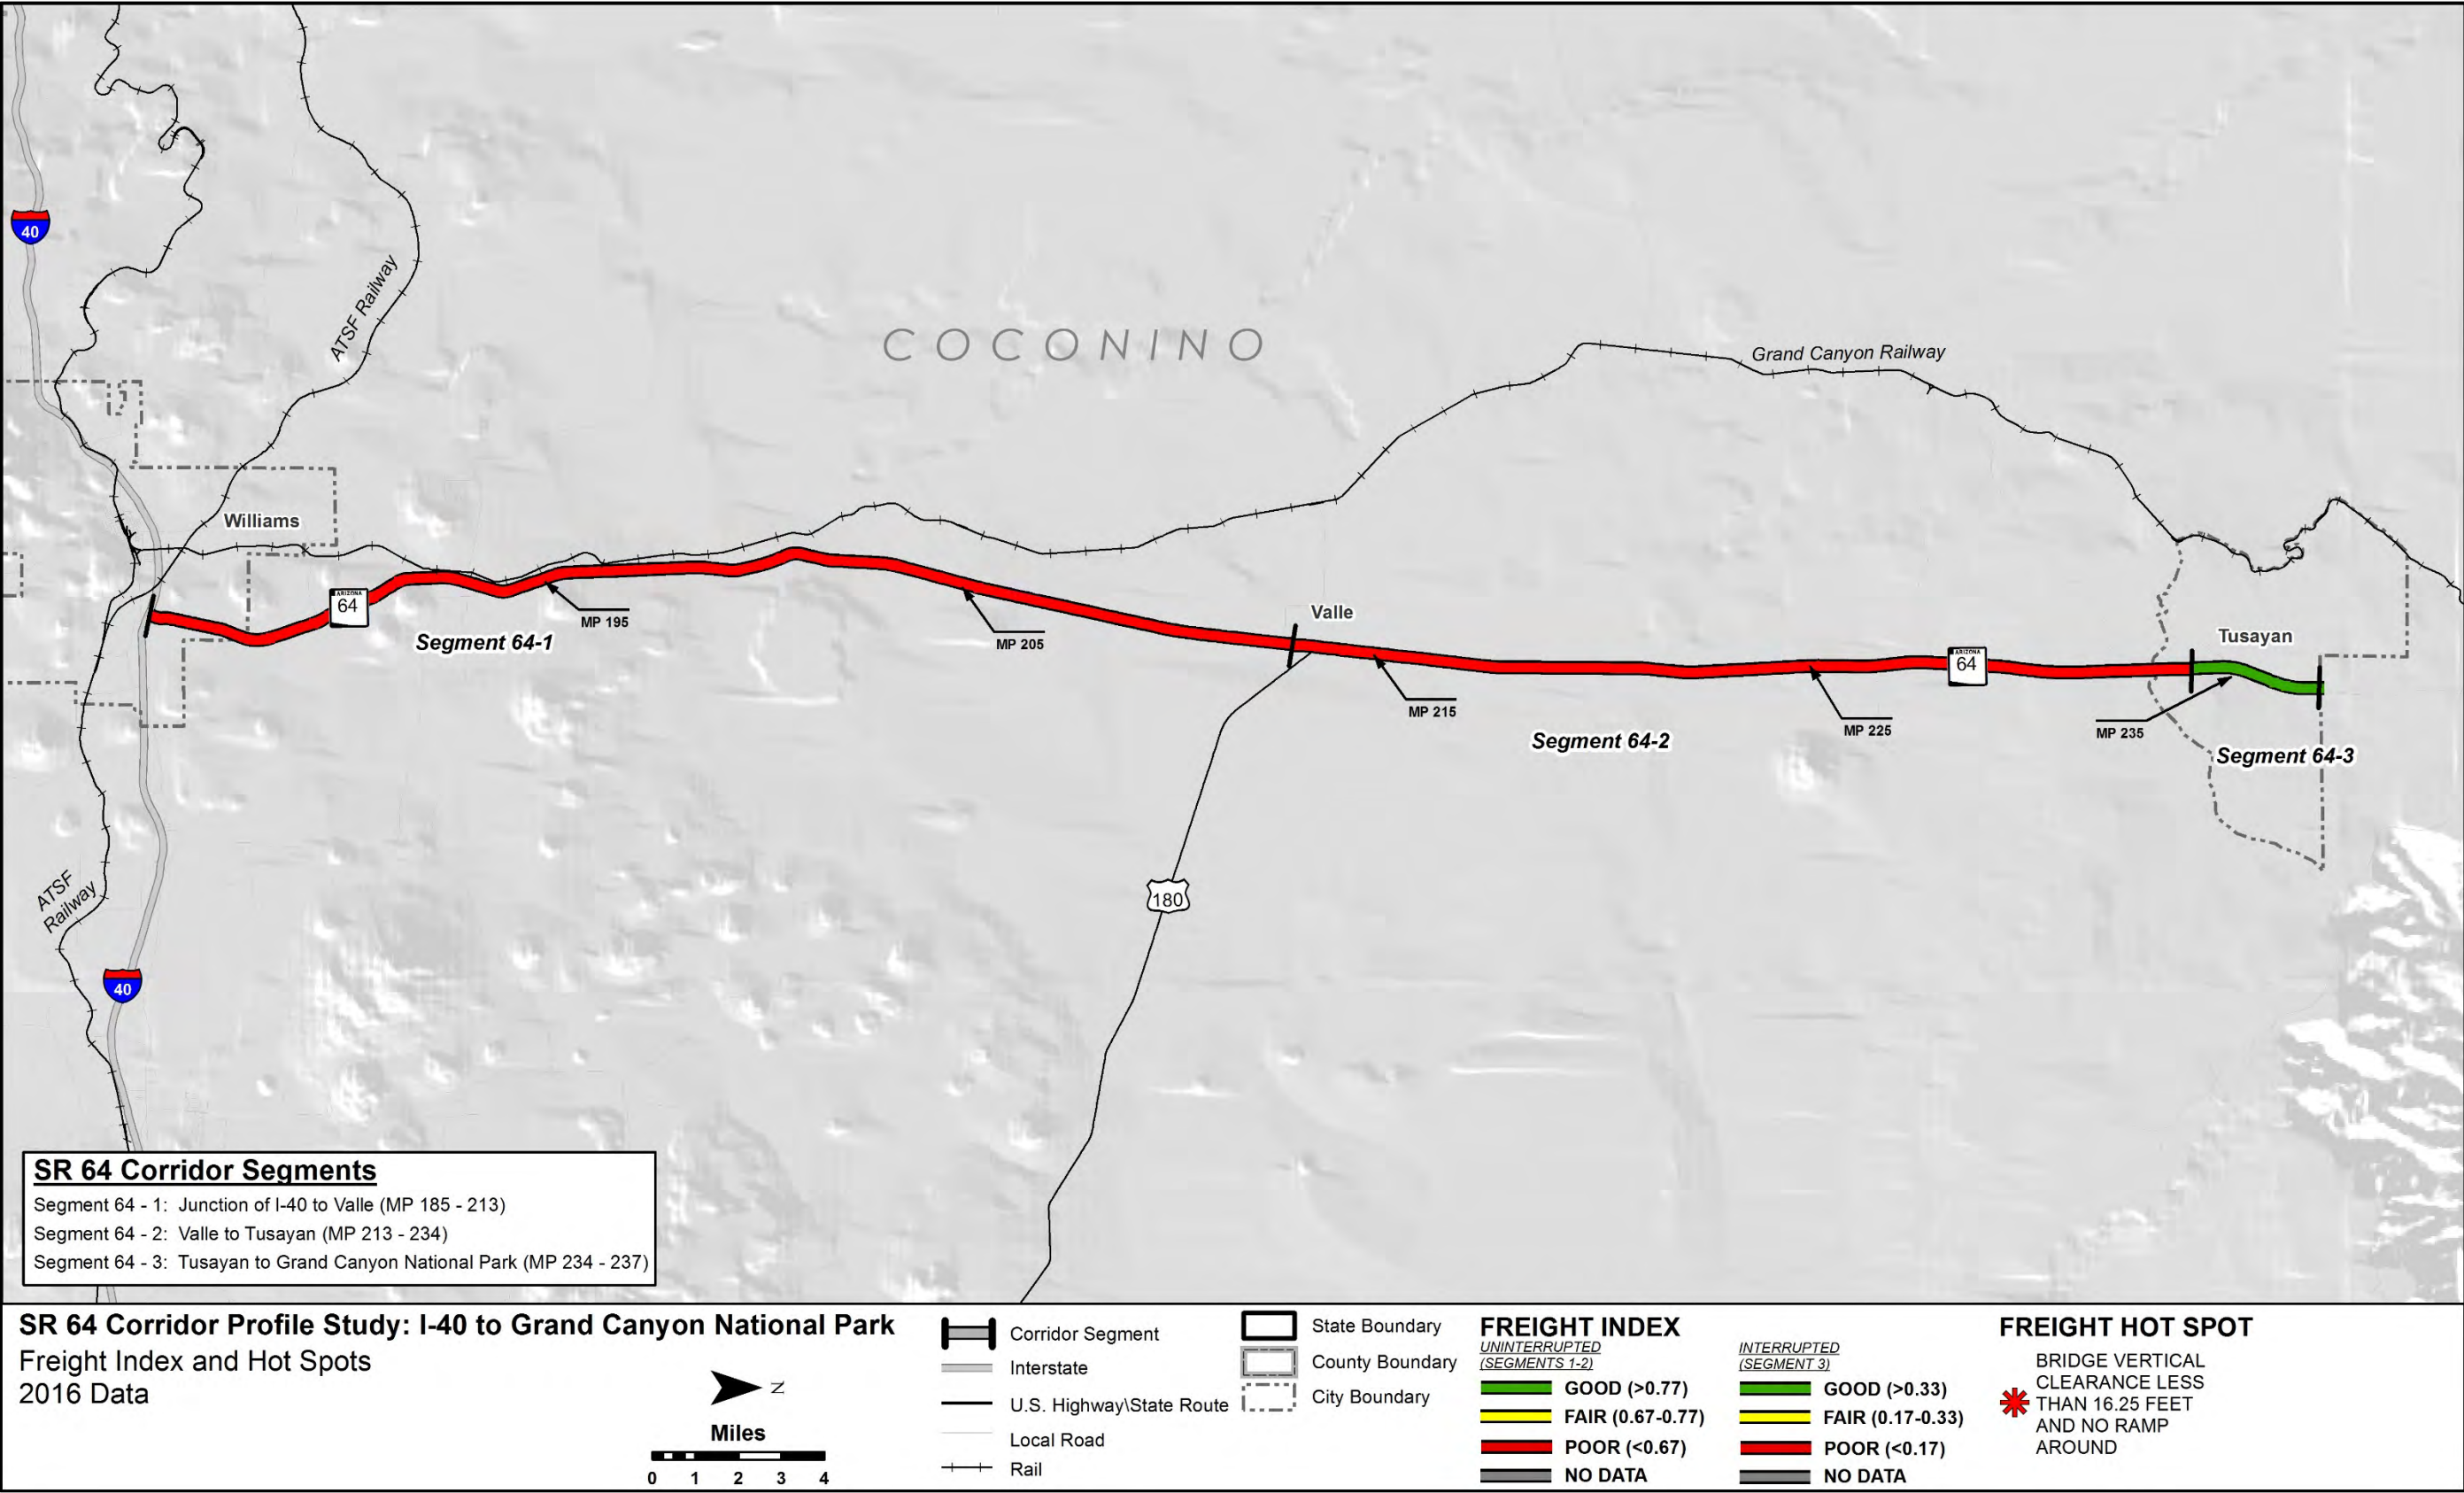 40
ATSF Railway
COCONINO
Grand Canyon Railway
Williams
ARIZONA
64
Segment 64-1
MP 195
MP 205
Valle
MP 215
Segment 64-2
MP 225
ARIZONA
64
Tusayan
MP 235
Segment 64-3
180
ATSF
Railway
40
SR 64 Corridor Segments
Segment 64 - 1: Junction of I-40 to Valle (MP 185 - 213)
Segment 64 - 2: Valle to Tusayan (MP 213 - 234)
Segment 64 - 3: Tusayan to Grand Canyon National Park (MP 234 - 237)
SR 64 Corridor Profile Study: I-40 to Grand Canyon National Park
Freight Index and Hot Spots
2016 Data
N
Miles
0 1 2 3 4
Corridor Segment
Interstate
U.S. Highway\State Route
Local Road
Rail
State Boundary
County Boundary
City Boundary
FREIGHT INDEX
UNINTERRUPTED
(SEGMENTS 1-2)
GOOD (>0.77)
FAIR (0.67-0.77)
POOR (<0.67)
NO DATA
INTERRUPTED
(SEGMENT 3)
GOOD (>0.33)
FAIR (0.17-0.33)
POOR (<0.17)
NO DATA
FREIGHT HOT SPOT
BRIDGE VERTICAL
CLEARANCE LESS
THAN 16.25 FEET
AND NO RAMP
AROUND